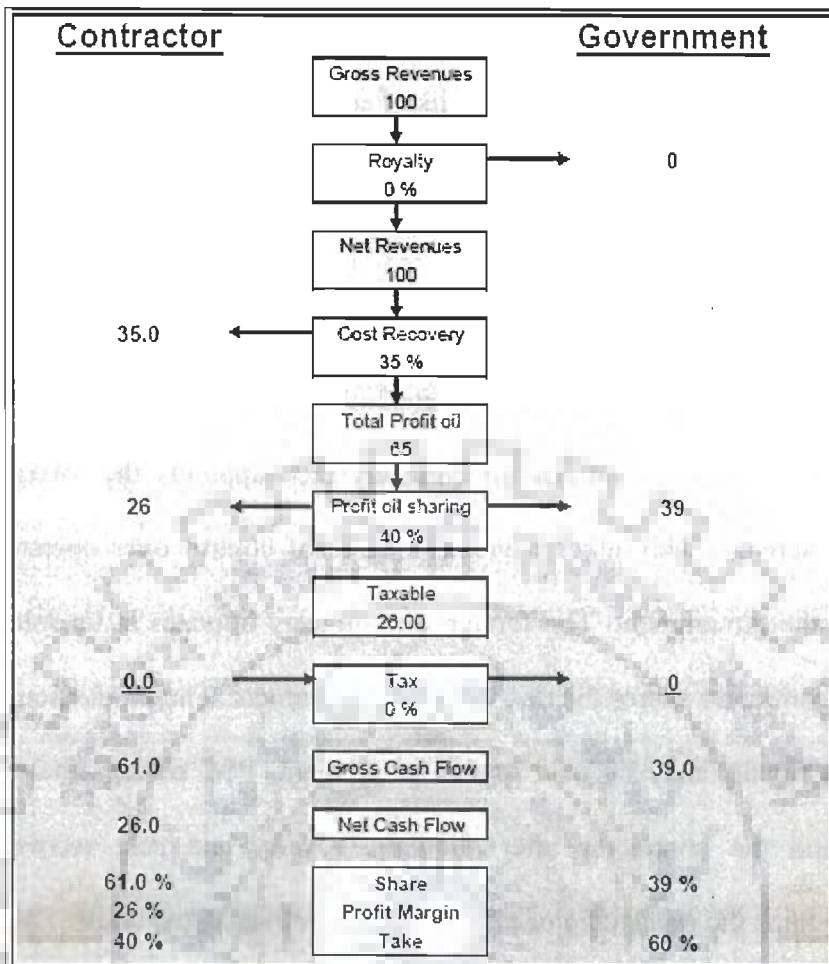 Contractor Government
Gross Revenues
100
Royalty 0
0 %
Net Revenues
100
35.0 Cost Recovery
35 %
Total Profit oil
65
26 Profit oil sharing 39
40 %
Taxable
26.00
0.0 Tax 0
0 %
61.0 Gross Cash Flow 39.0
26.0 Net Cash Flow
61.0 % Share 39 %
26 % Profit Margin
40 % Take 60 %